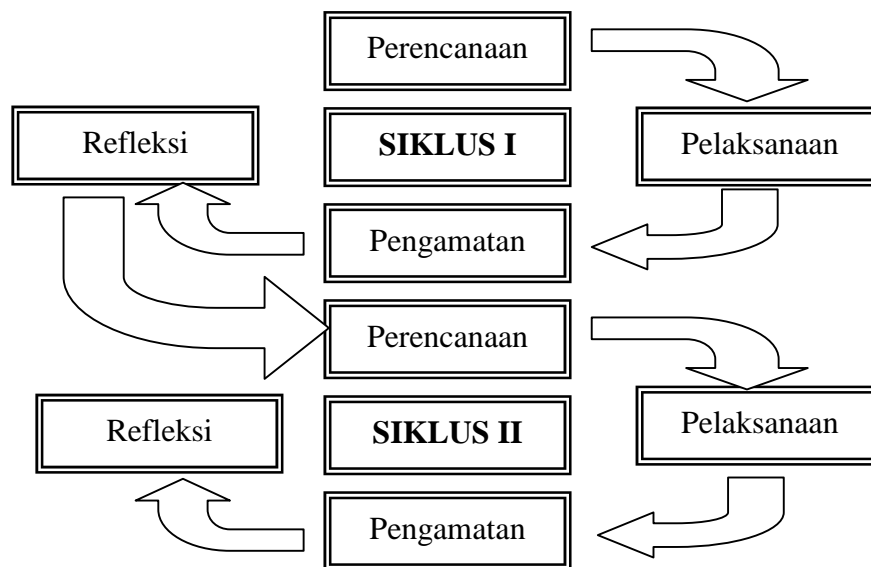 Perencanaan
Refleksi
SIKLUS I
Pelaksanaan
Pengamatan
Perencanaan
Refleksi
SIKLUS II
Pelaksanaan
Pengamatan